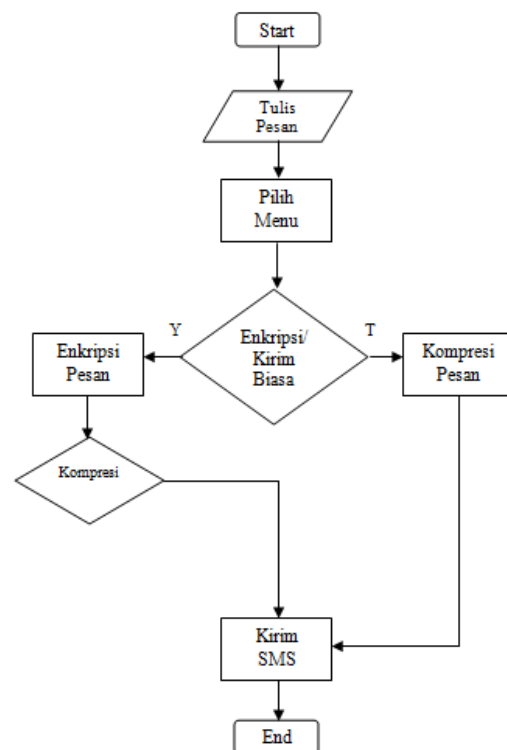 Start
Tulis
Pesan
Pilih
Menu
Y
Enkripsi/
Kirim
Biasa
T
Enkripsi
Pesan
Kompresi
Pesan
Kompresi
Kirim
SMS
End